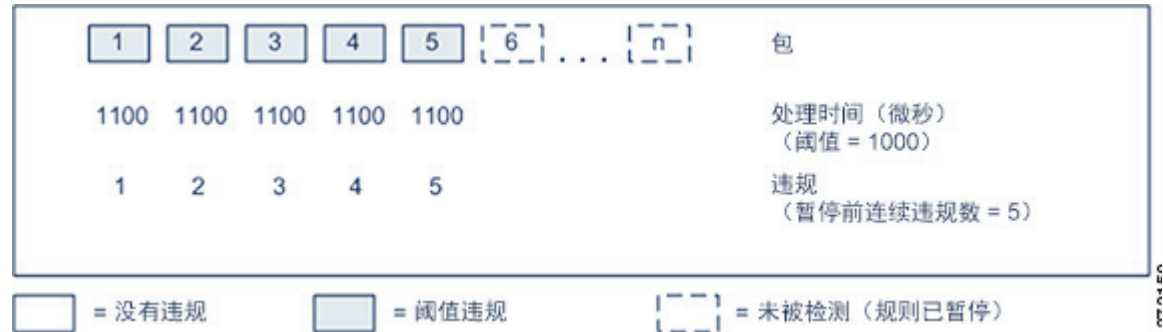 1 2 3 4 5 6 ... n 包
1100 1100 1100 1100 1100 处理时间（微秒）
（阈值 = 1000）
1 2 3 4 5 违规
（暂停前连续违规数 = 5）
= 没有违规 = 阈值违规 = 未被检测（规则已暂停）